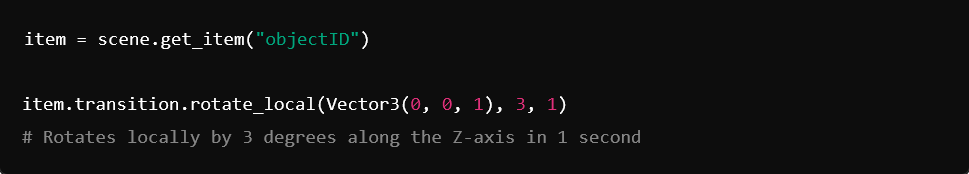 item = scene.get_item("objectID")
item.transition.rotate_local(Vector3(0, 0, 1), 3, 1)
# Rotates locally by 3 degrees along the Z-axis in 1 second